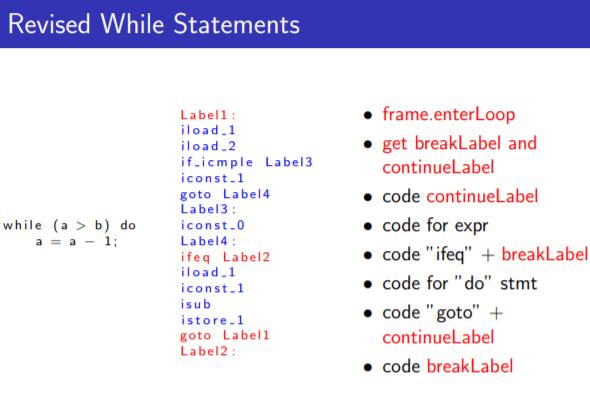 Revised While Statements
while (a > b) do
a = a - 1;
Label1:
iload_1
iload_2
if_icmple Label3
iconst_1
goto Label4
Label3:
iconst_0
Label4:
ifeq Label2
iload_1
iconst_1
isub
istore_1
goto Label1
Label2:
• frame.enterLoop
• get breakLabel and
continueLabel
• code continueLabel
• code for expr
• code "ifeq" + breakLabel
• code for "do" stmt
• code "goto" +
continueLabel
• code breakLabel